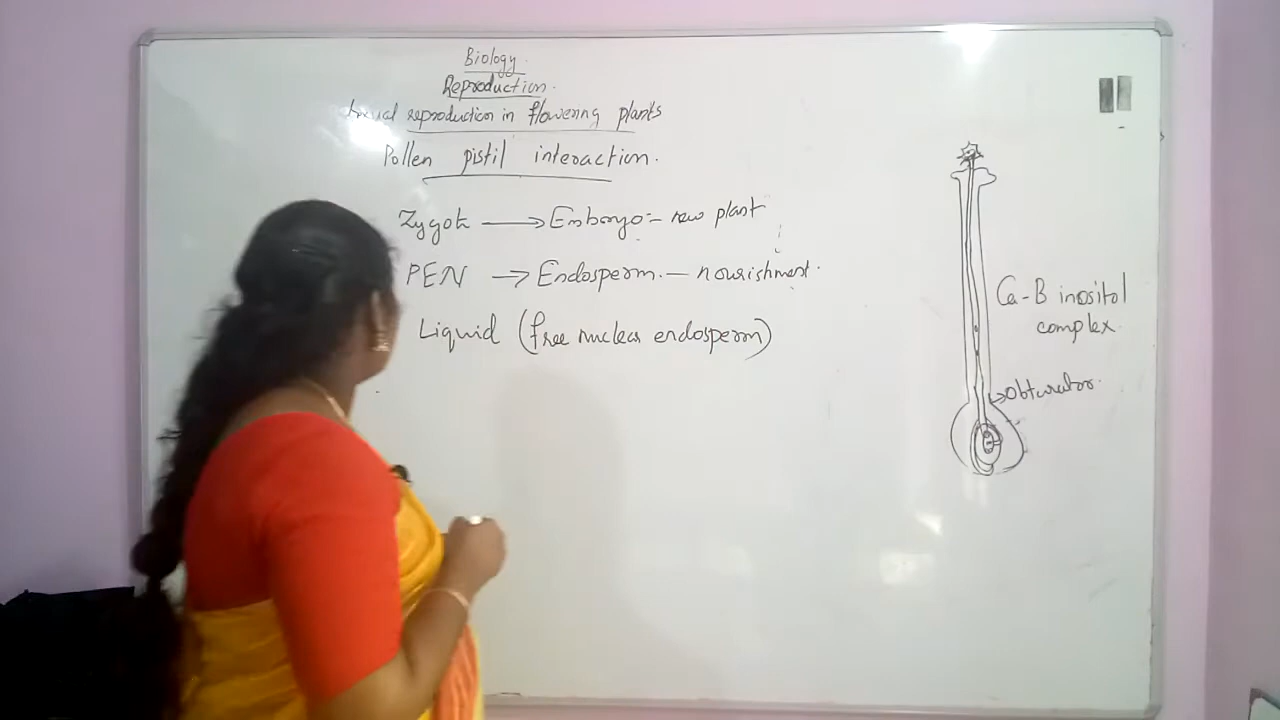 Biology.
Reproduction.
Sexual reproduction in flowering plants
Pollen pistil interaction.
Zygote → Embryo:- new plant
PEN → Endosperm. — nourishment.
Liquid (free nuclear endosperm)
Ca-B inositol
complex.
→ Obturator.